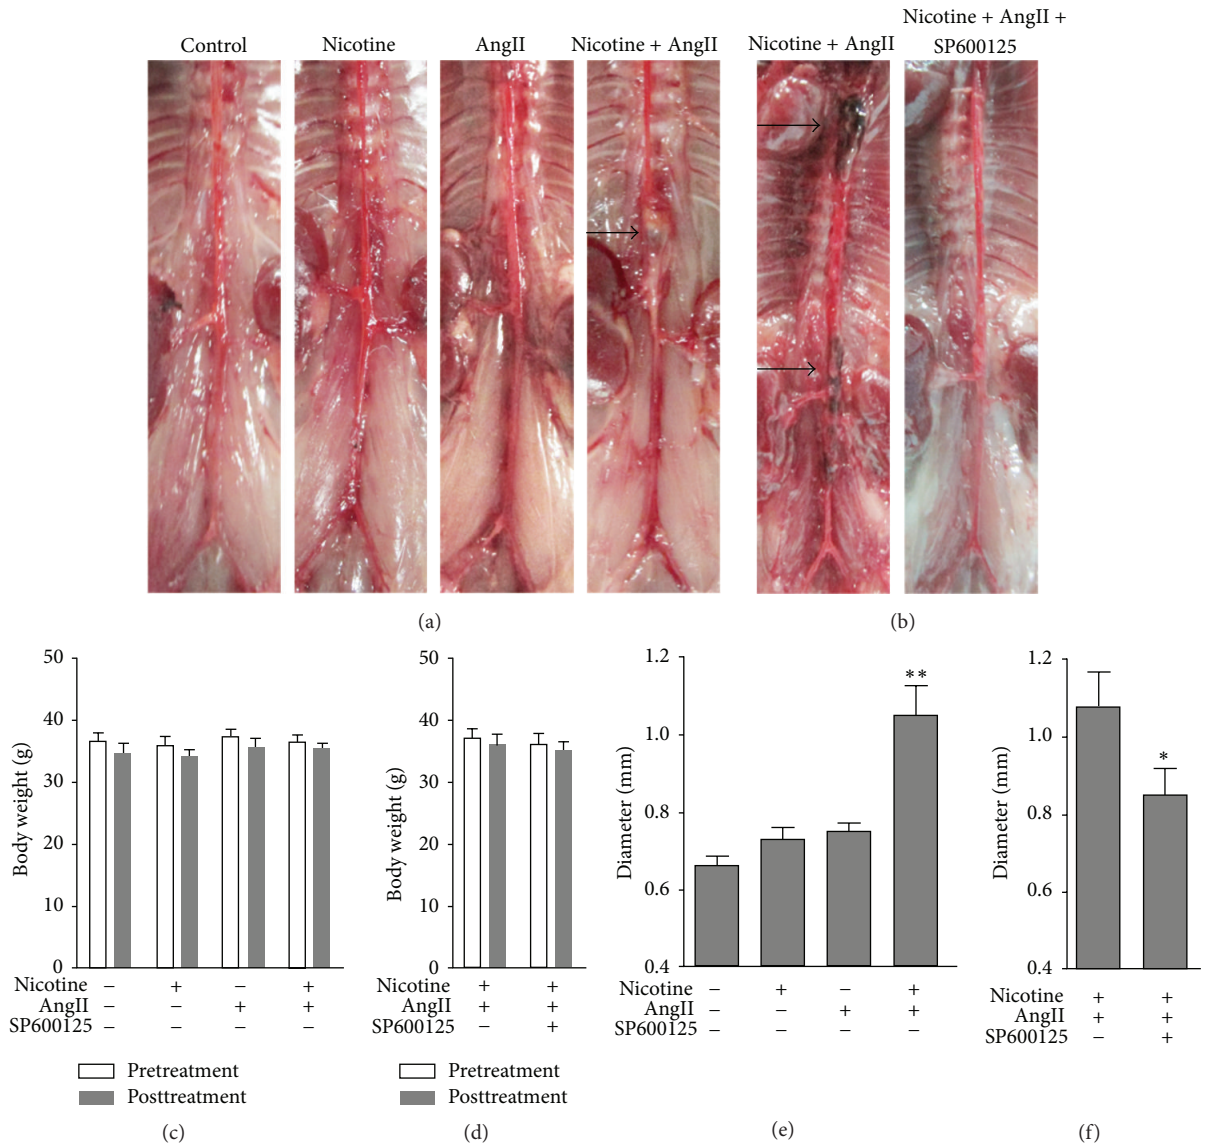 Control
Nicotine
AngII
Nicotine + AngII
Nicotine + AngII
Nicotine + AngII +
SP600125
(a)
(b)
50
40
30
20
10
0
Body weight (g)
Nicotine − + − +
AngII − − + +
SP600125 − − − −
Pretreatment
Posttreatment
(c)
50
40
30
20
10
0
Body weight (g)
+ +
+ +
− +
Pretreatment
Posttreatment
(d)
1.2
1.0
0.8
0.6
0.4
Diameter (mm)
**
Nicotine − + − +
AngII − − + +
SP600125 − − − −
(e)
1.2
1.0
0.8
0.6
0.4
Diameter (mm)
*
Nicotine + +
AngII + +
SP600125 − +
(f)